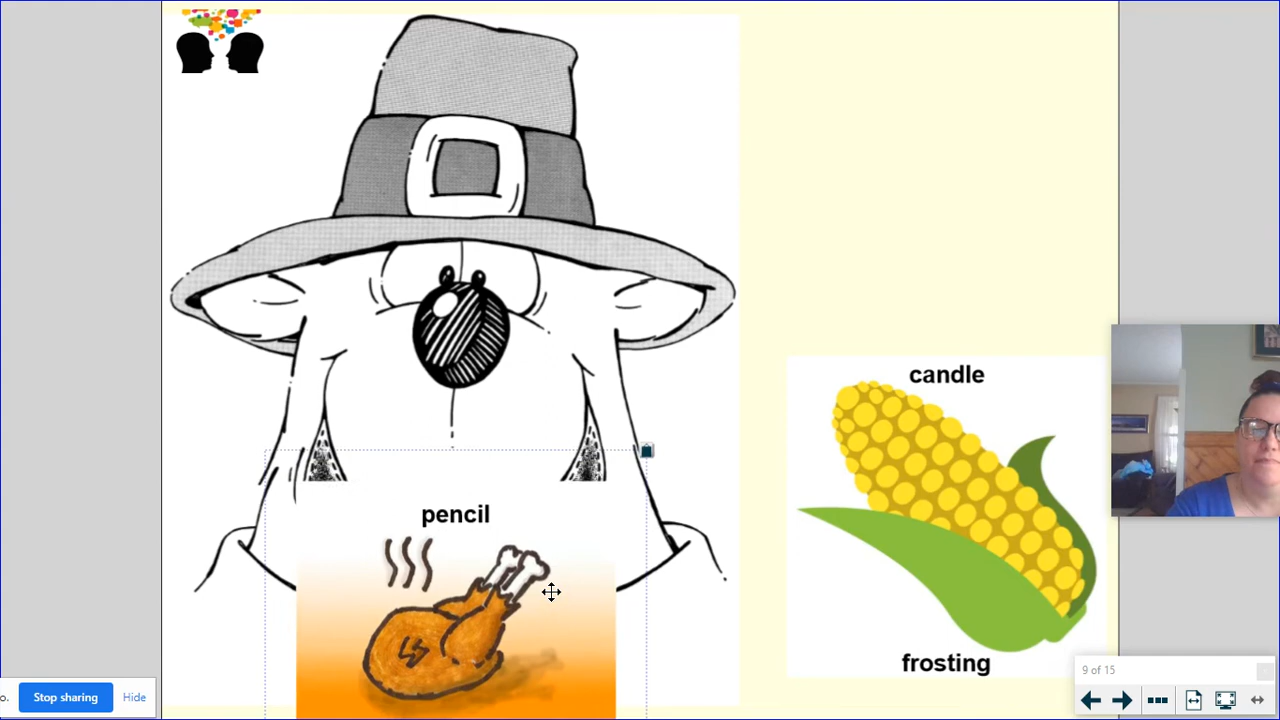 pencil
candle
frosting
9 of 15
o.
Stop sharing
Hide